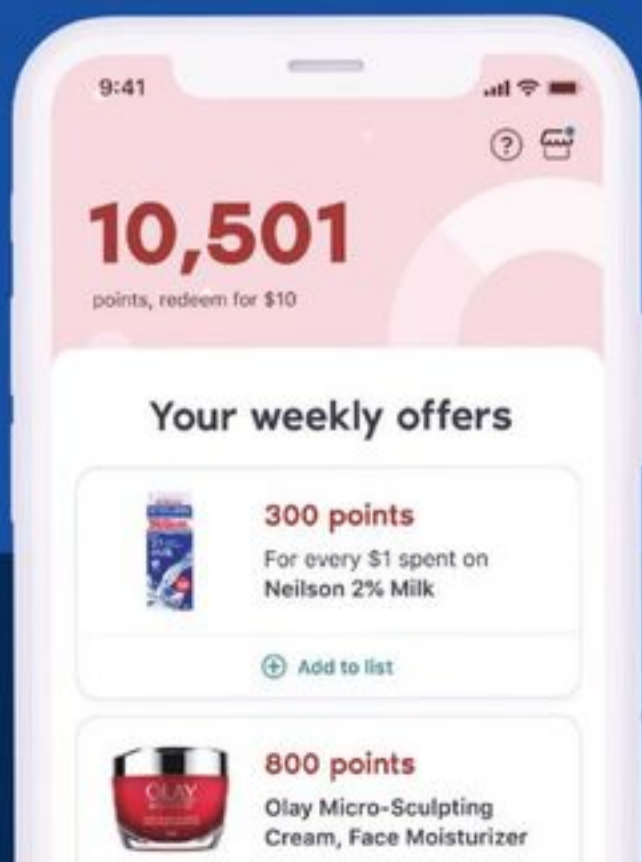 9:41
?
10,501
points, redeem for $10
Your weekly offers
300 points
For every $1 spent on
Neilson 2% Milk
Add to list
OLAY
800 points
Olay Micro-Sculpting
Cream, Face Moisturizer